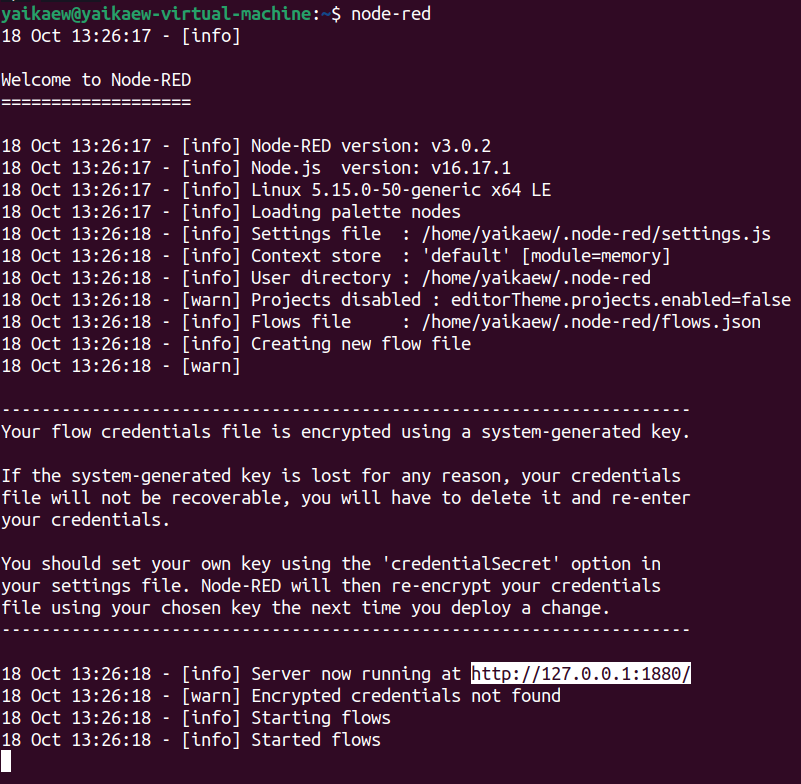 yaikaew@yaikaew-virtual-machine:~$ node-red
18 Oct 13:26:17 - [info]
Welcome to Node-RED
===================
18 Oct 13:26:17 - [info] Node-RED version: v3.0.2
18 Oct 13:26:17 - [info] Node.js  version: v16.17.1
18 Oct 13:26:17 - [info] Linux 5.15.0-50-generic x64 LE
18 Oct 13:26:17 - [info] Loading palette nodes
18 Oct 13:26:18 - [info] Settings file  : /home/yaikaew/.node-red/settings.js
18 Oct 13:26:18 - [info] Context store  : 'default' [module=memory]
18 Oct 13:26:18 - [info] User directory : /home/yaikaew/.node-red
18 Oct 13:26:18 - [warn] Projects disabled : editorTheme.projects.enabled=false
18 Oct 13:26:18 - [info] Flows file     : /home/yaikaew/.node-red/flows.json
18 Oct 13:26:18 - [info] Creating new flow file
18 Oct 13:26:18 - [warn]
---------------------------------------------------------------------
Your flow credentials file is encrypted using a system-generated key.
If the system-generated key is lost for any reason, your credentials
file will not be recoverable, you will have to delete it and re-enter
your credentials.
You should set your own key using the 'credentialSecret' option in
your settings file. Node-RED will then re-encrypt your credentials
file using your chosen key the next time you deploy a change.
---------------------------------------------------------------------
18 Oct 13:26:18 - [info] Server now running at http://127.0.0.1:1880/
18 Oct 13:26:18 - [warn] Encrypted credentials not found
18 Oct 13:26:18 - [info] Starting flows
18 Oct 13:26:18 - [info] Started flows